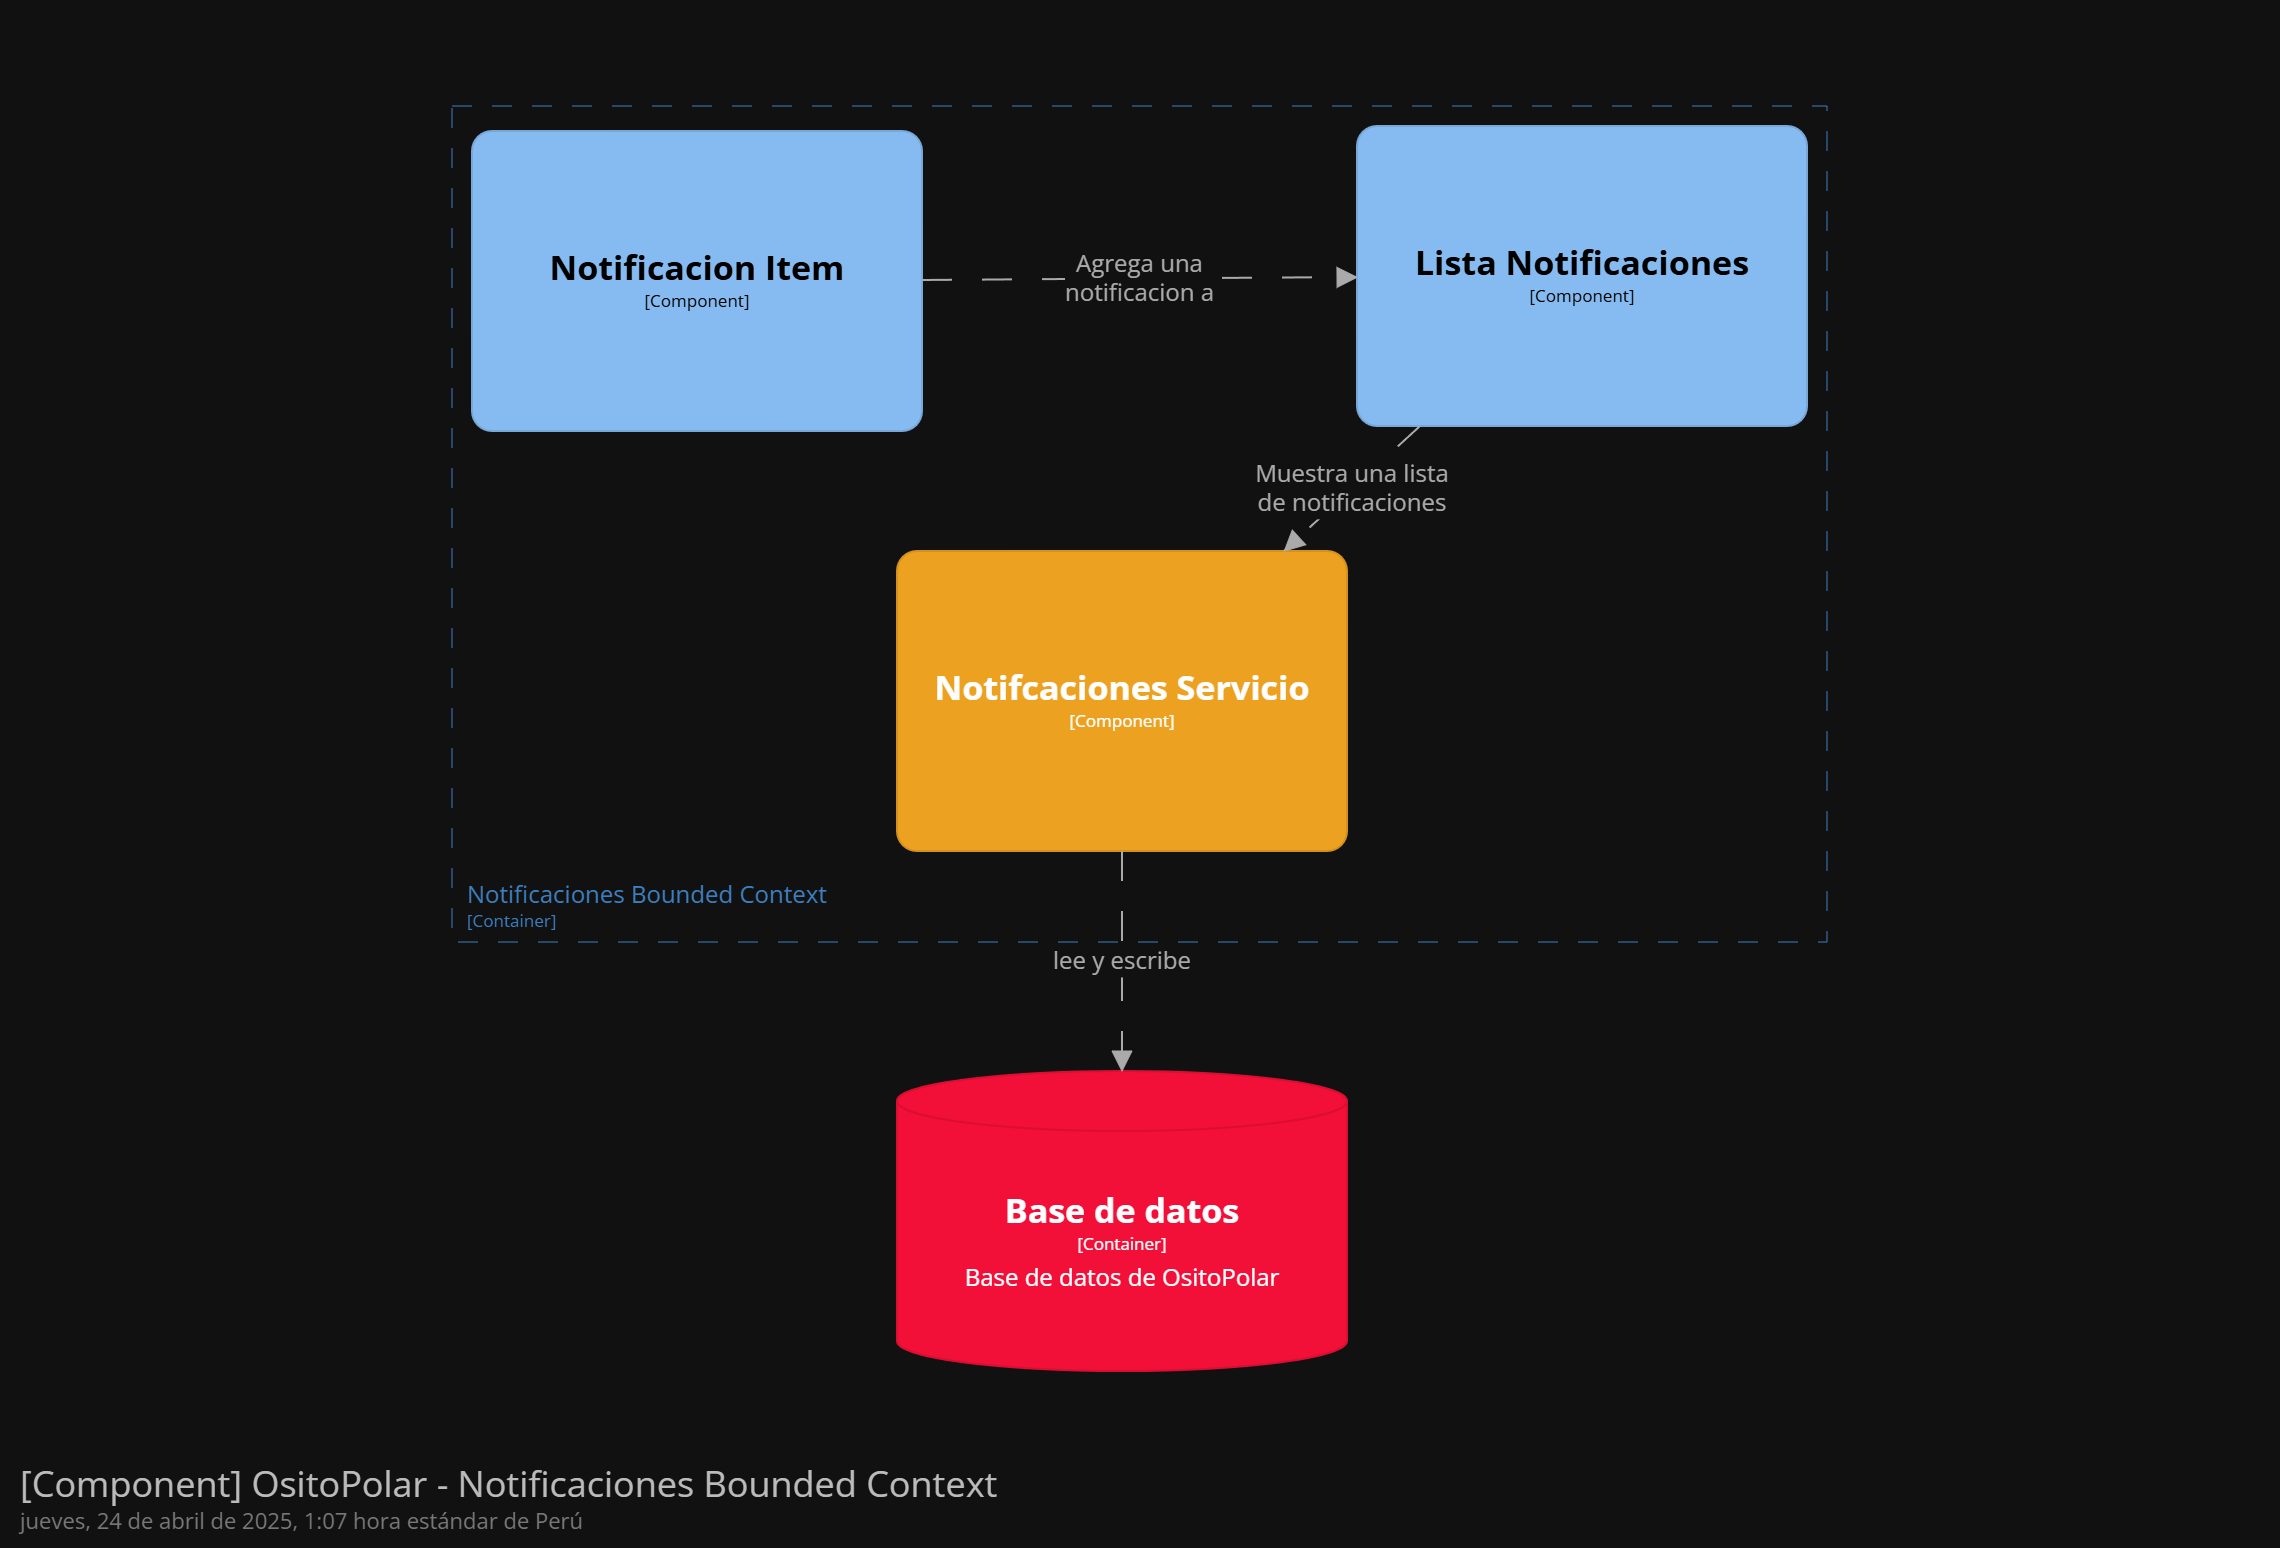 Notificacion Item
[Component]
Agrega una
notificacion a
Lista Notificaciones
[Component]
Muestra una lista
de notificaciones
Notifcaciones Servicio
[Component]
Notificaciones Bounded Context
[Container]
lee y escribe
Base de datos
[Container]
Base de datos de OsitoPolar
[Component] OsitoPolar - Notificaciones Bounded Context
jueves, 24 de abril de 2025, 1:07 hora estándar de Perú